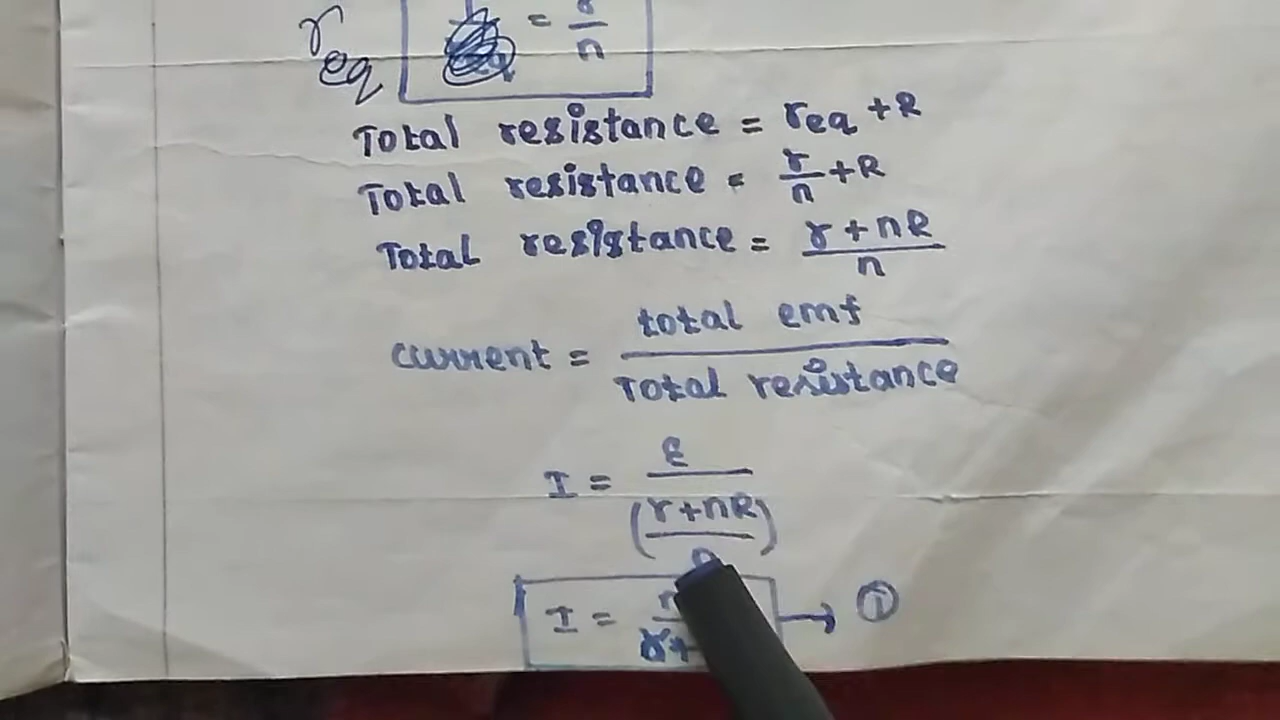 r_eq = r/n
Total resistance = r_eq + R
Total resistance = r/n + R
Total resistance = (r + nR)/n
current = total emf / Total resistance
I = ε / ((r + nR)/n)
I = n / r+ → ①